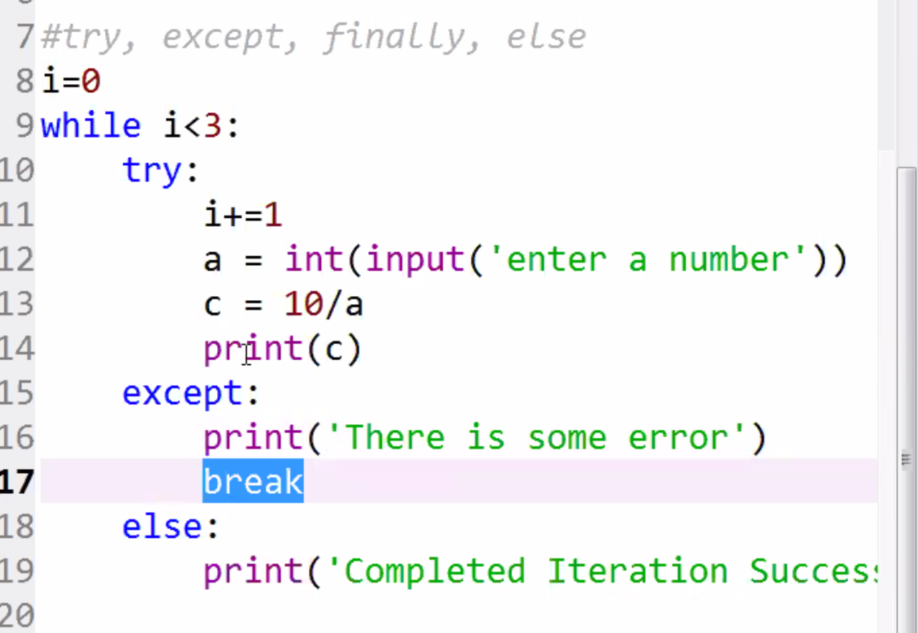 7 #try, except, finally, else
8 i=0
9 while i<3:
10     try:
11         i+=1
12         a = int(input('enter a number'))
13         c = 10/a
14         print(c)
15     except:
16         print('There is some error')
17         break
18     else:
19         print('Completed Iteration Success
20